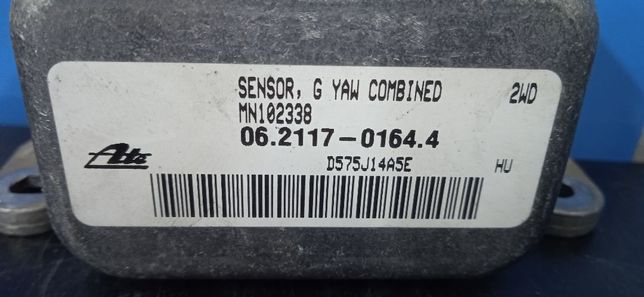 SENSOR, G YAW COMBINED 2WD
MN102338
06.2117-0164.4
Ate
D575J14A5E HU